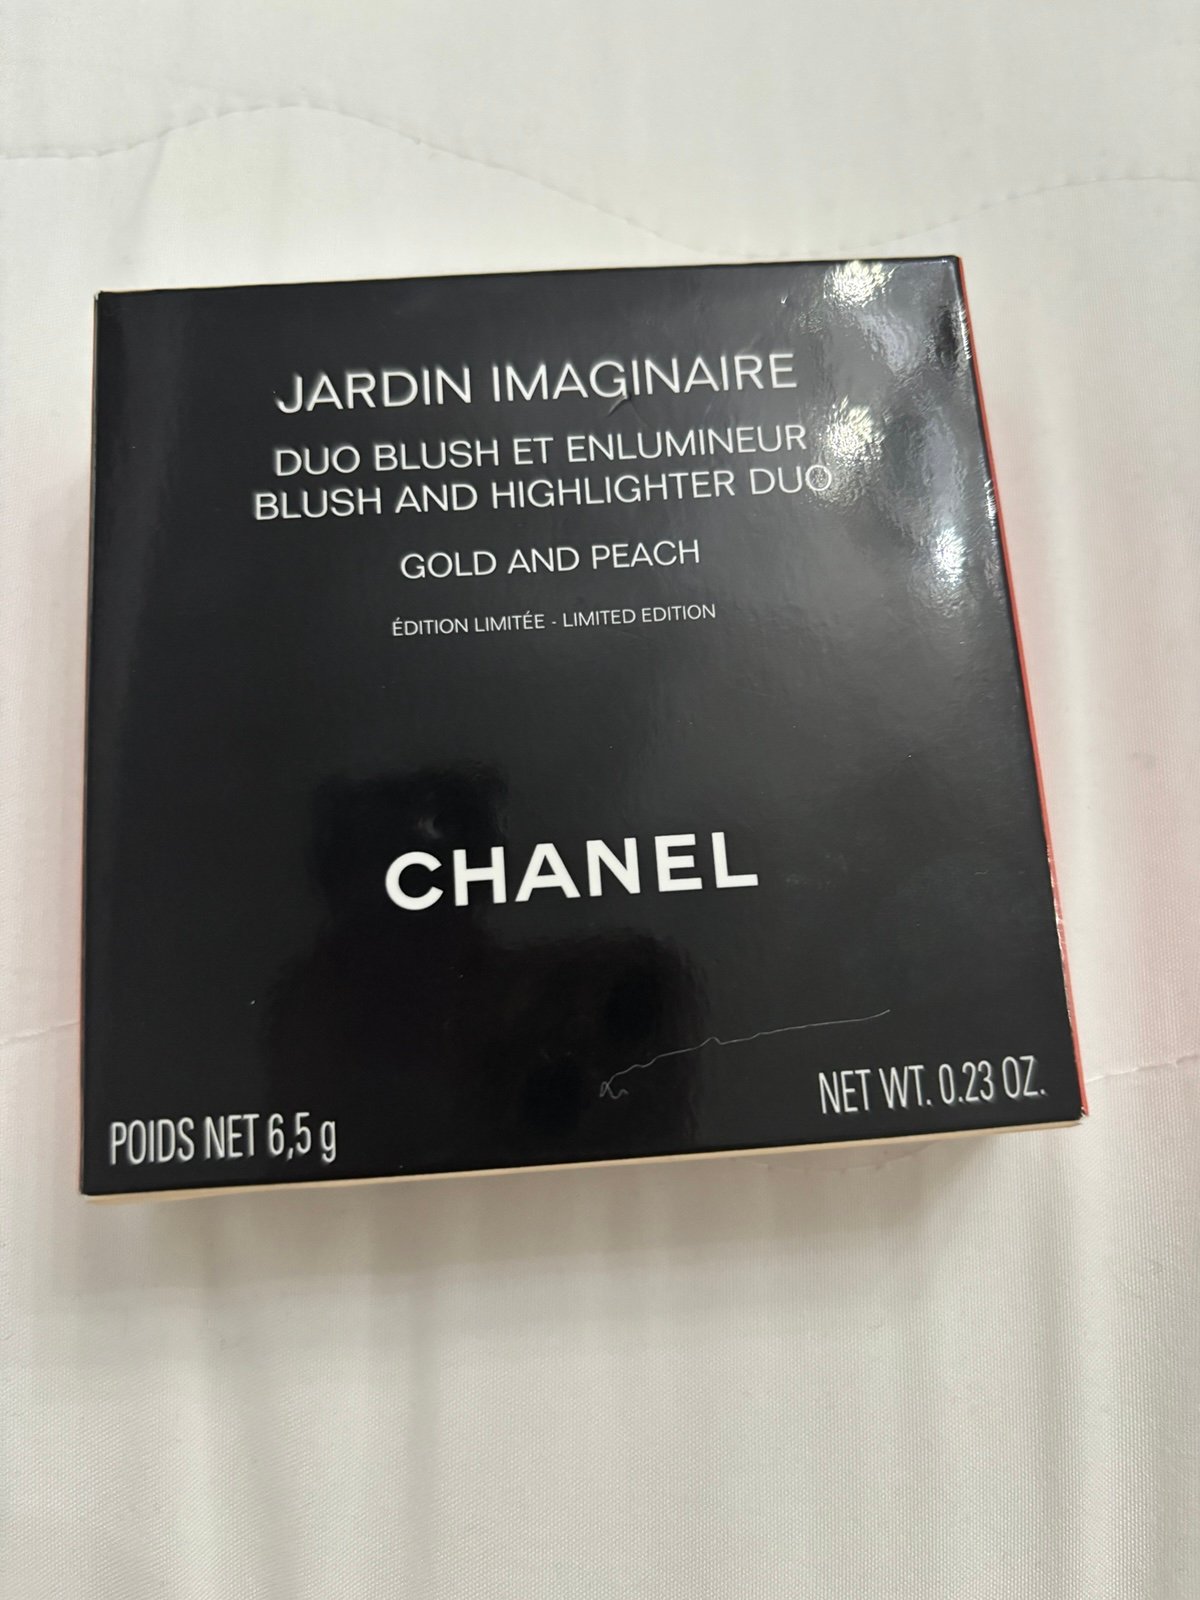 JARDIN IMAGINAIRE
DUO BLUSH ET ENLUMINEUR
BLUSH AND HIGHLIGHTER DUO
GOLD AND PEACH
ÉDITION LIMITÉE - LIMITED EDITION
CHANEL
POIDS NET 6,5 g
NET WT. 0.23 OZ.